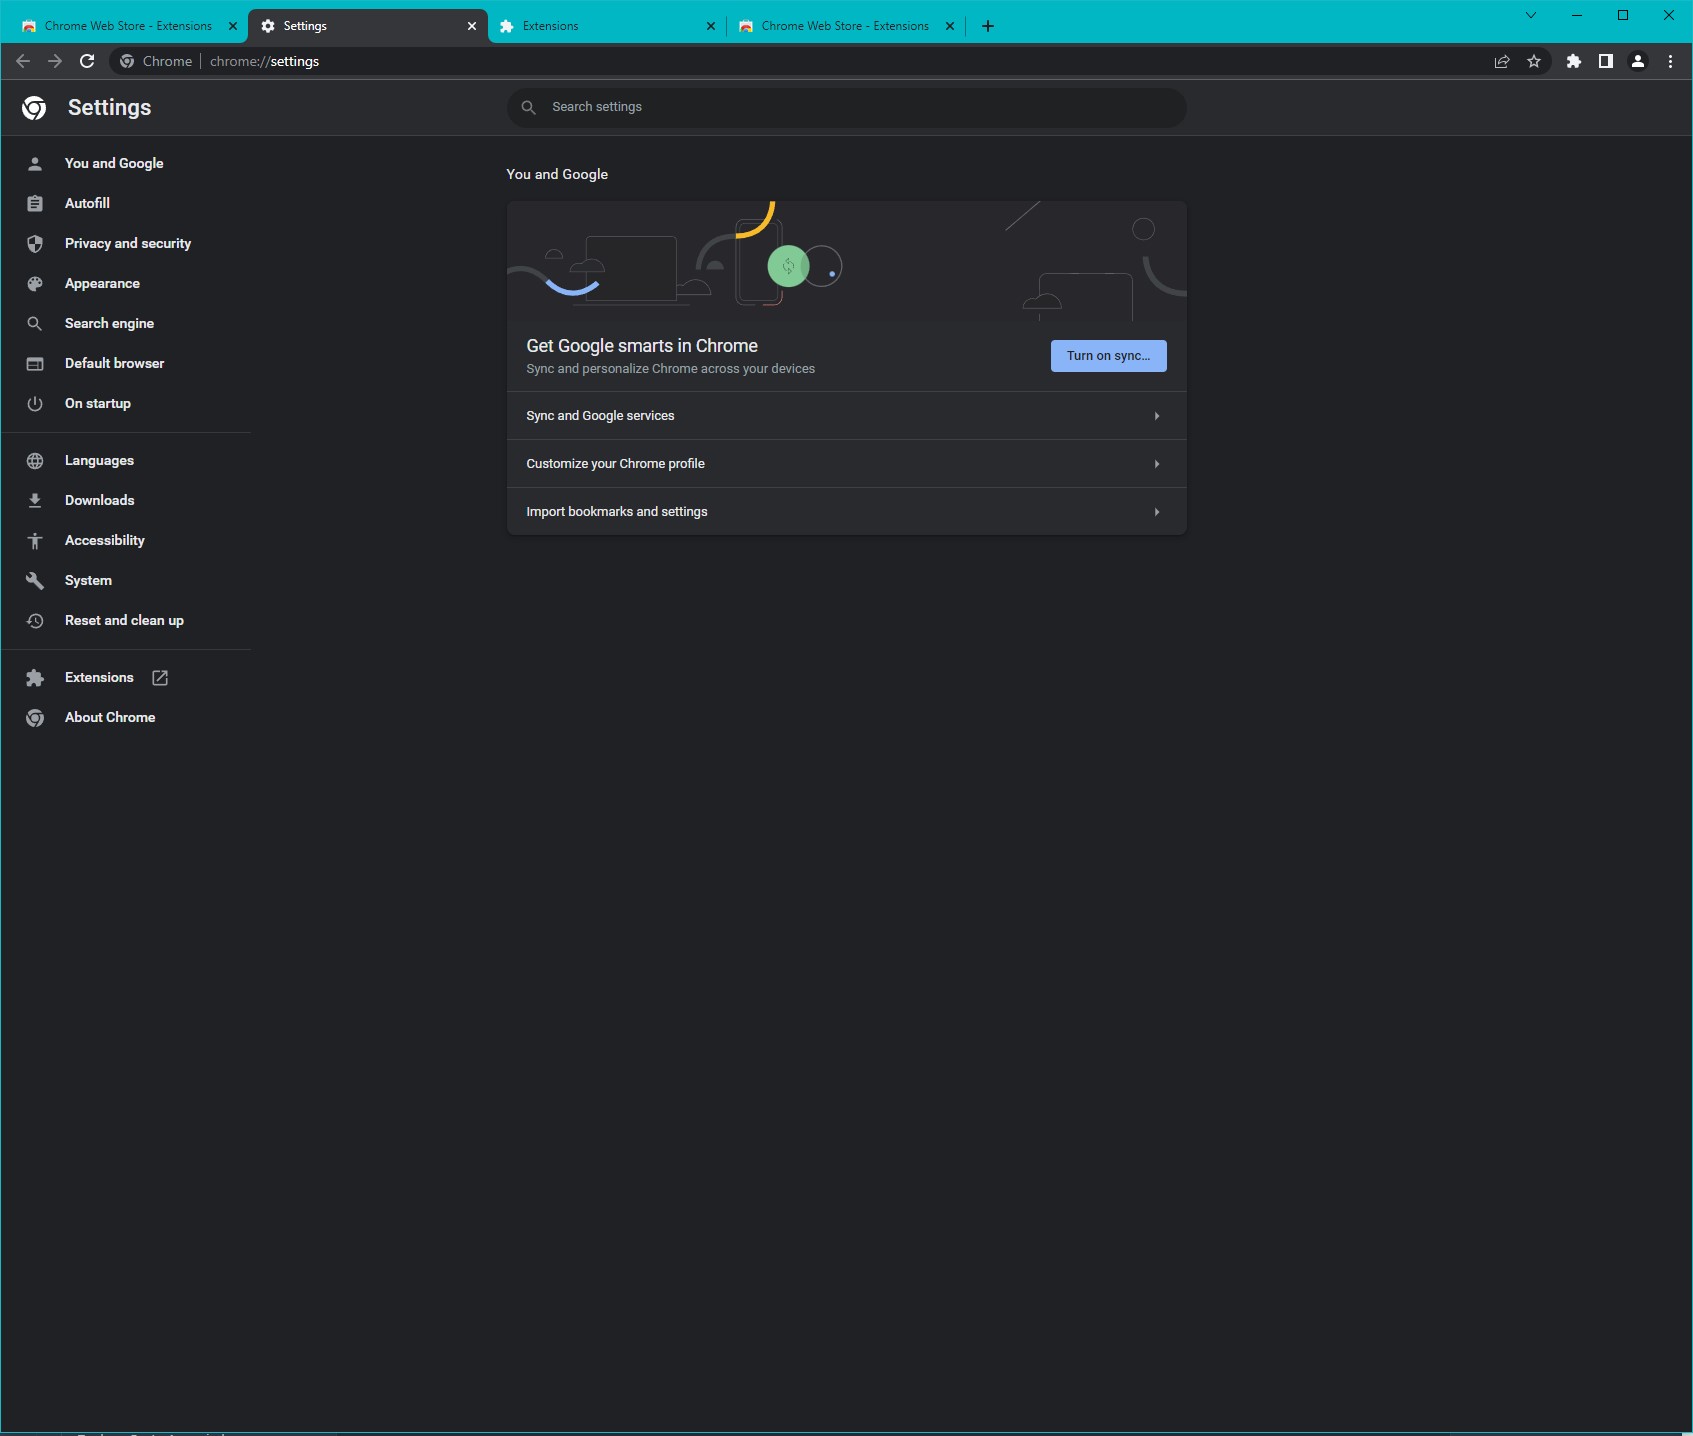 Chrome Web Store - Extensions
Settings
Extensions
Chrome Web Store - Extensions
Chrome | chrome://settings
Settings
Search settings
You and Google
Autofill
Privacy and security
Appearance
Search engine
Default browser
On startup
Languages
Downloads
Accessibility
System
Reset and clean up
Extensions
About Chrome
You and Google
Get Google smarts in Chrome
Sync and personalize Chrome across your devices
Turn on sync...
Sync and Google services
Customize your Chrome profile
Import bookmarks and settings